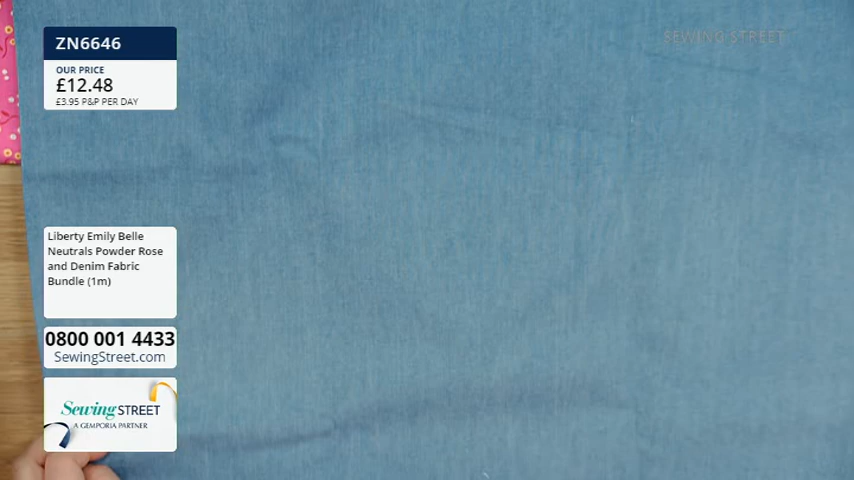 ZN6646
OUR PRICE
£12.48
£3.95 P&P PER DAY
SEWING STREET
Liberty Emily Belle
Neutrals Powder Rose
and Denim Fabric
Bundle (1m)
0800 001 4433
SewingStreet.com
Sewing STREET
A GEMPORIA PARTNER